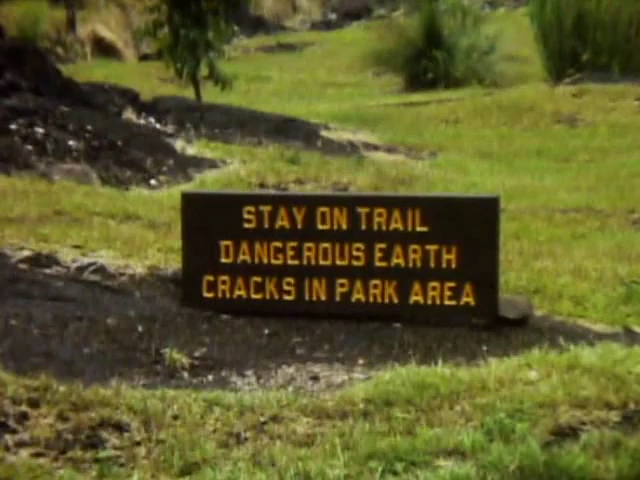 STAY ON TRAIL
DANGEROUS EARTH
CRACKS IN PARK AREA